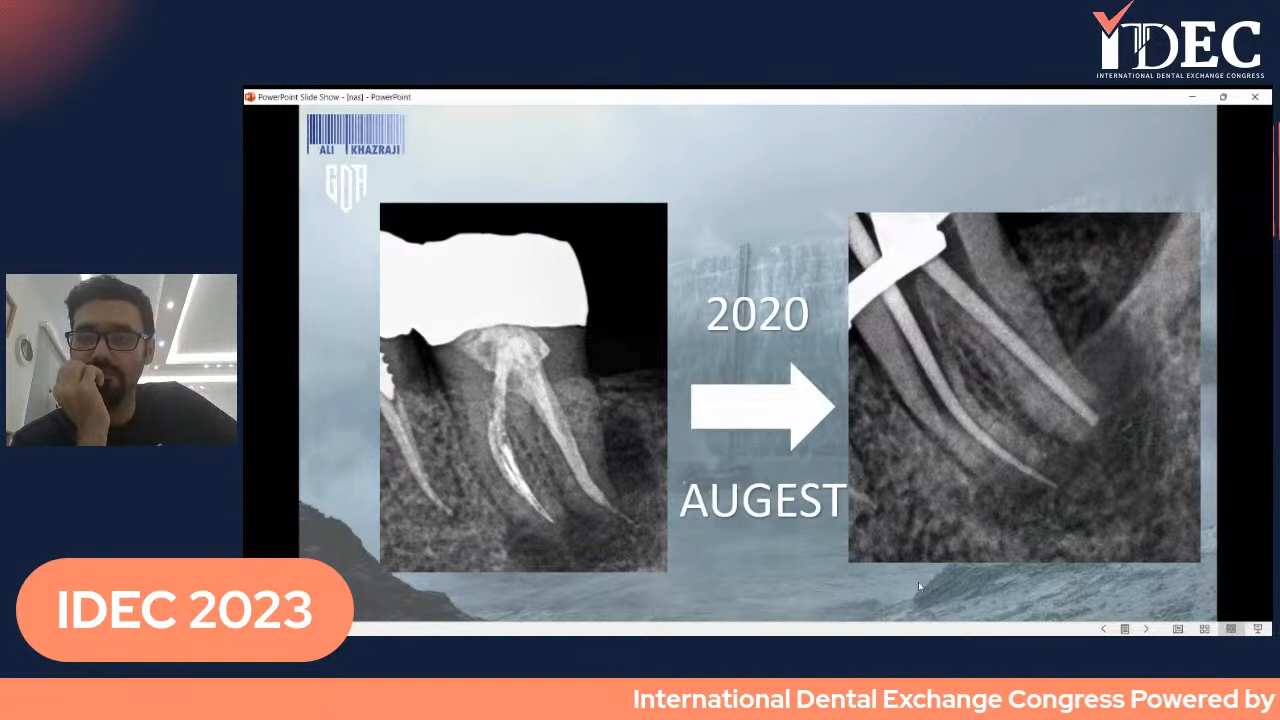 iDEC
INTERNATIONAL DENTAL EXCHANGE CONGRESS
PowerPoint Slide Show - [nas] - PowerPoint
ALI KHAZRAJI
2020
AUGEST
IDEC 2023
International Dental Exchange Congress Powered by